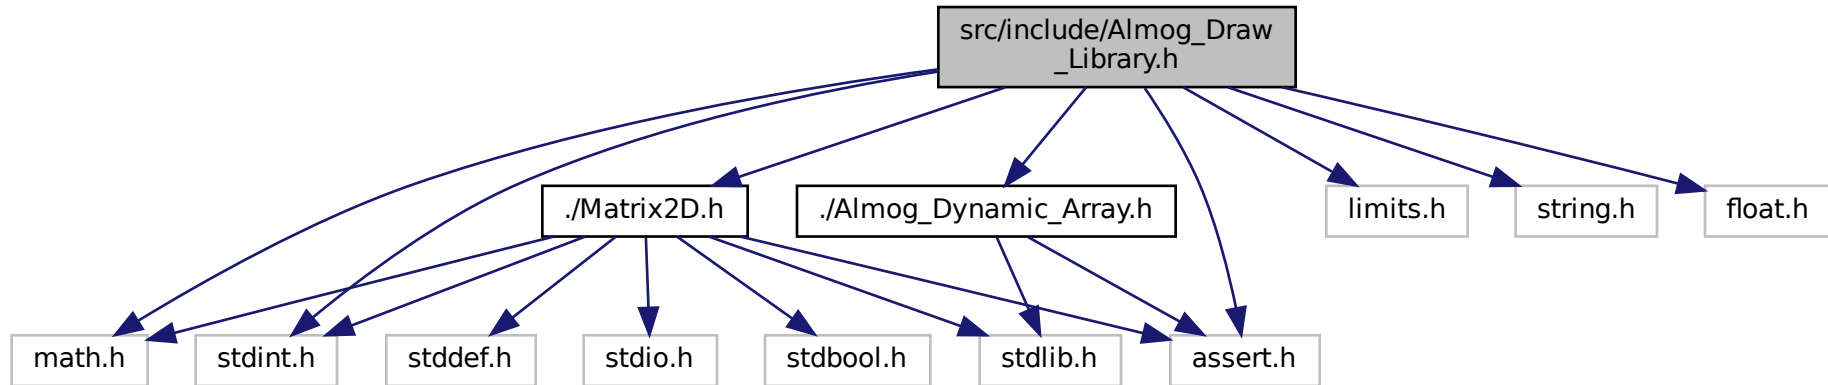 src/include/Almog_Draw
_Library.h
./Matrix2D.h
./Almog_Dynamic_Array.h
limits.h
string.h
float.h
math.h
stdint.h
stddef.h
stdio.h
stdbool.h
stdlib.h
assert.h